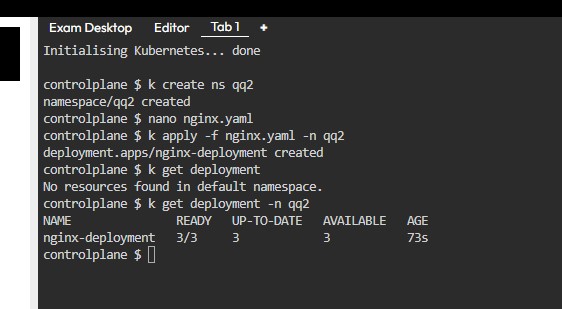 Exam Desktop Editor Tab 1 +
Initialising Kubernetes... done
controlplane $ k create ns qq2
namespace/qq2 created
controlplane $ nano nginx.yaml
controlplane $ k apply -f nginx.yaml -n qq2
deployment.apps/nginx-deployment created
controlplane $ k get deployment
No resources found in default namespace.
controlplane $ k get deployment -n qq2
NAME READY UP-TO-DATE AVAILABLE AGE
nginx-deployment 3/3 3 3 73s
controlplane $